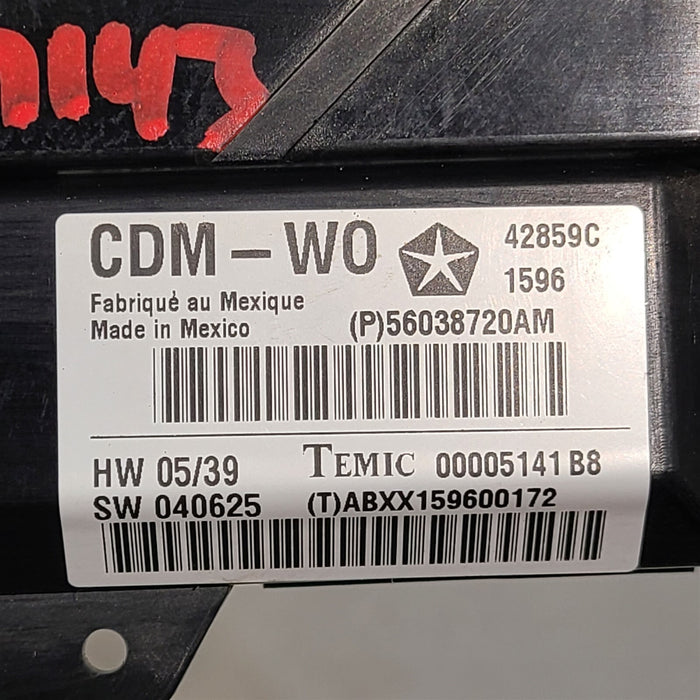 CDM – WO
42859C
1596
Fabriqué au Mexique
Made in Mexico
(P)56038720AM
HW 05/39
TEMIC 00005141 B8
SW 040625
(T)ABXX159600172